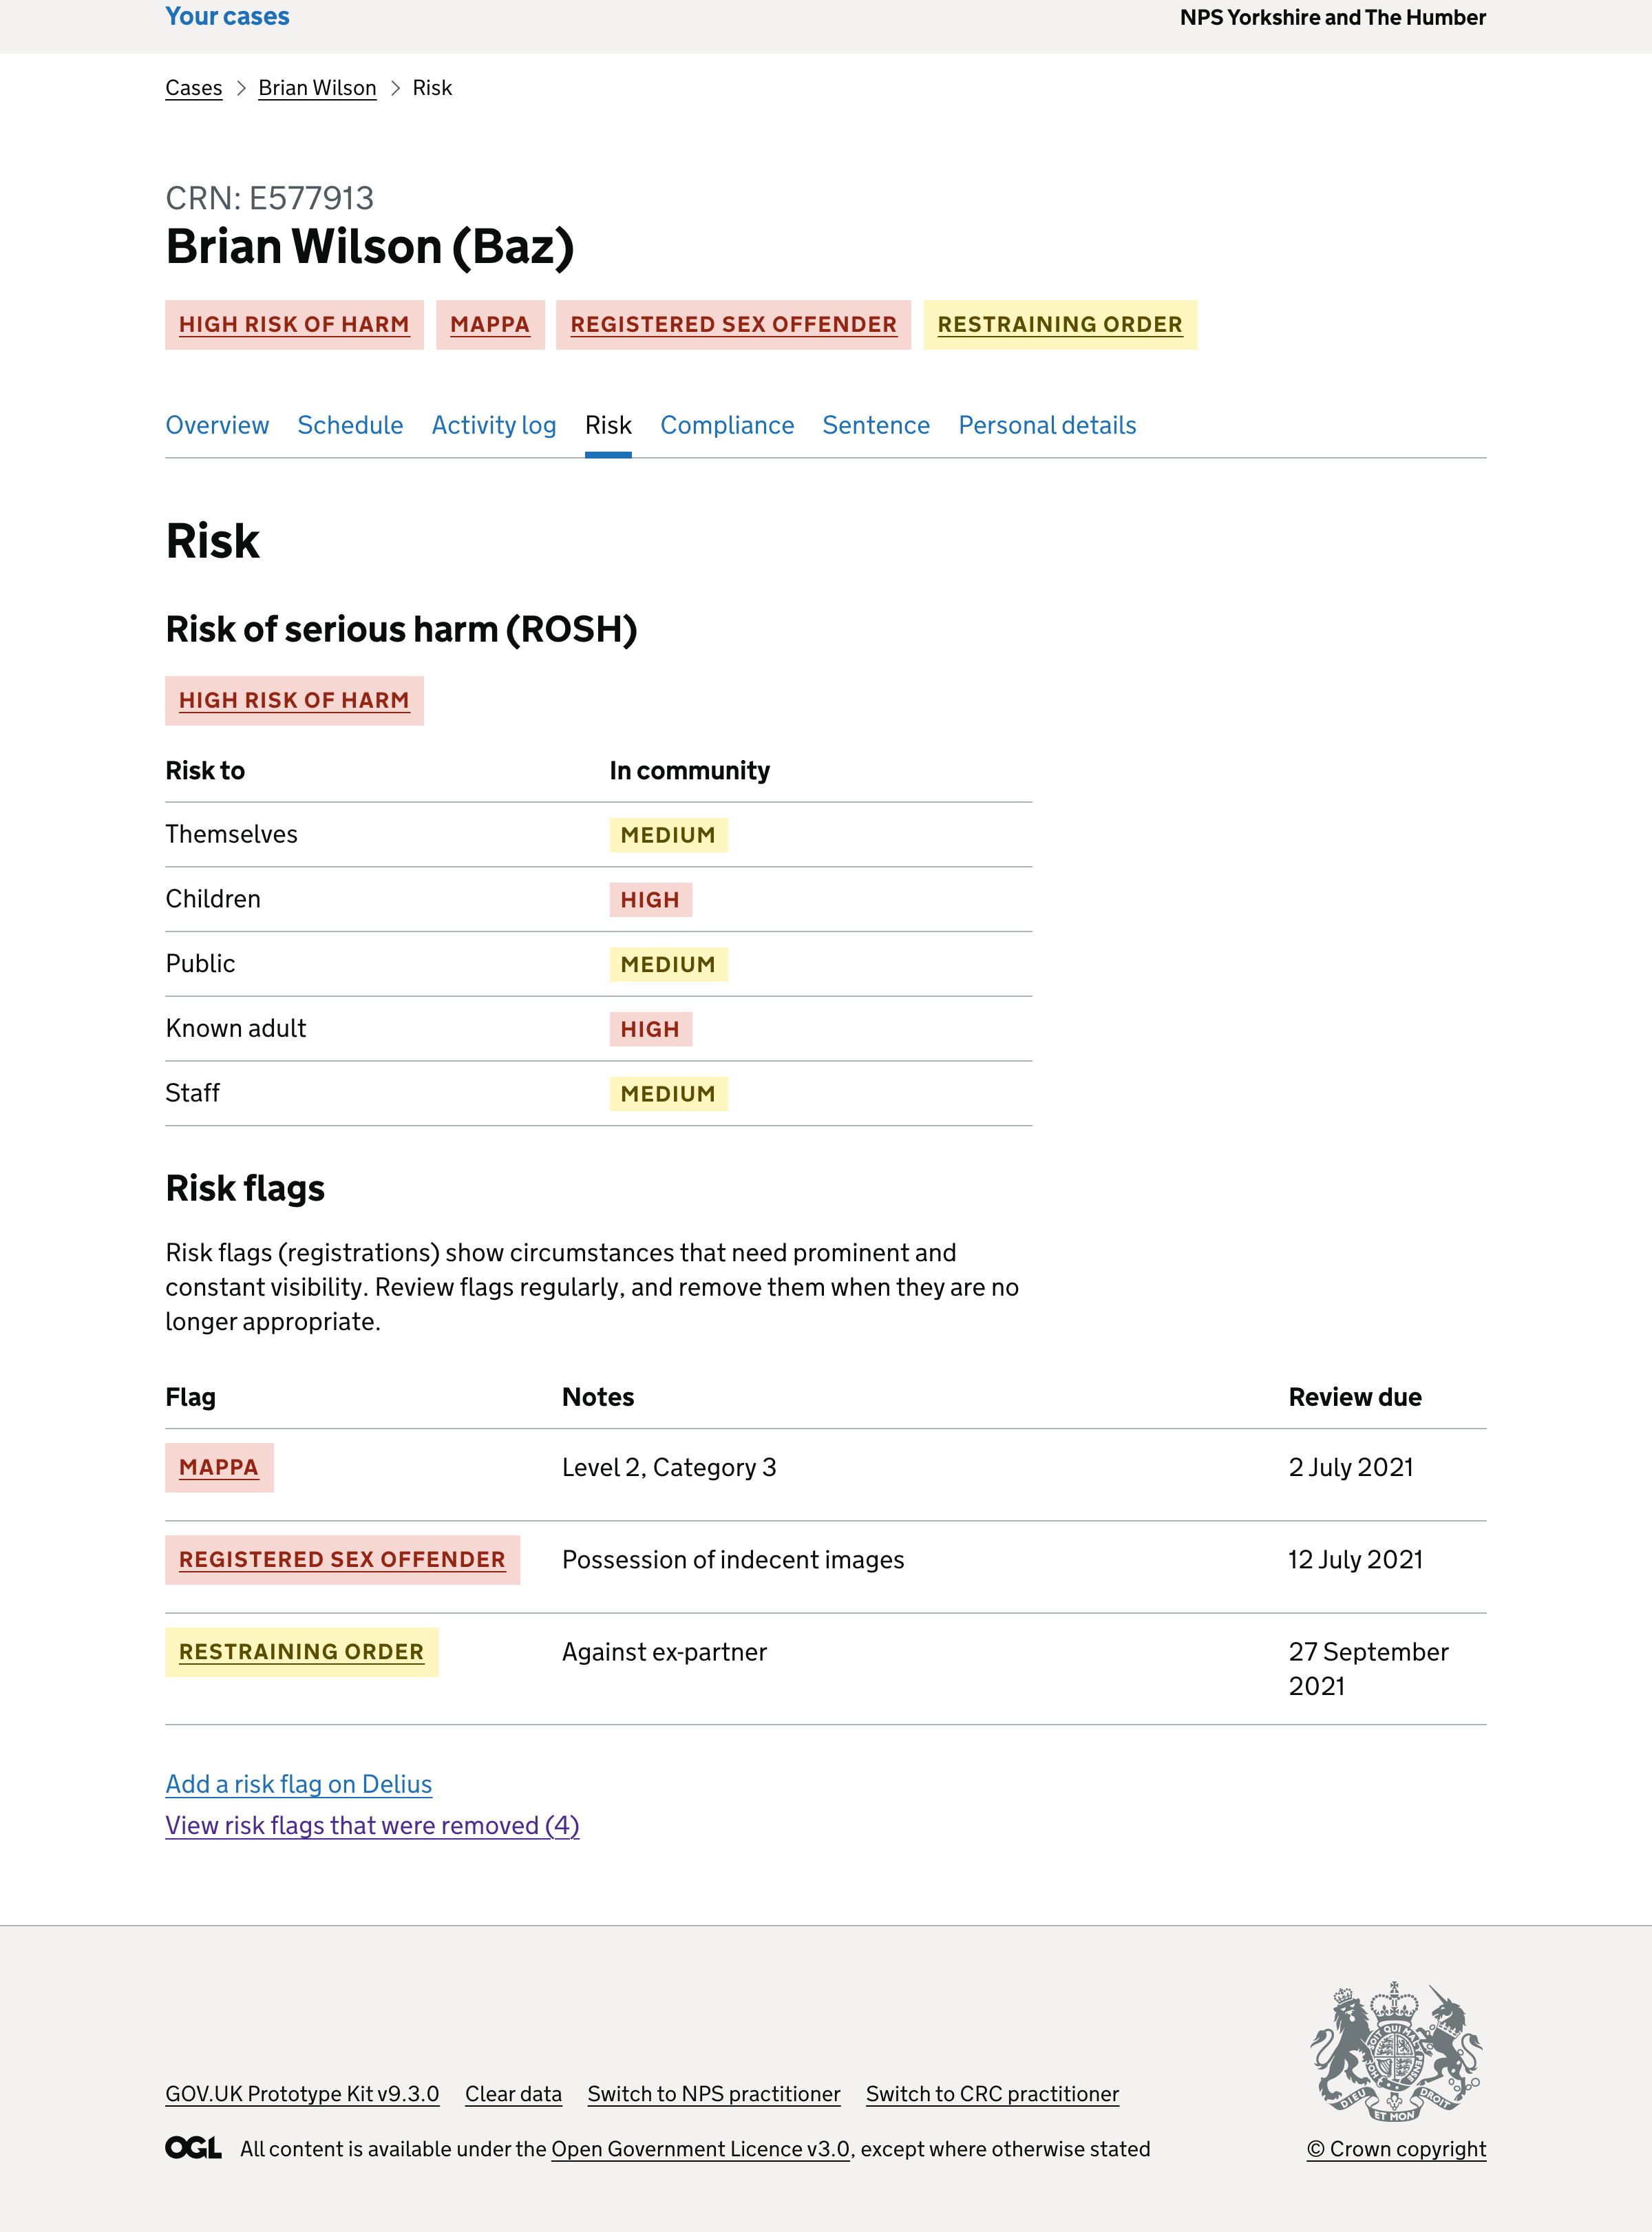 Your cases
NPS Yorkshire and The Humber
Cases
Brian Wilson
Risk
CRN: E577913
Brian Wilson (Baz)
HIGH RISK OF HARM
MAPPA
REGISTERED SEX OFFENDER
RESTRAINING ORDER
Overview
Schedule
Activity log
Risk
Compliance
Sentence
Personal details
Risk
Risk of serious harm (ROSH)
HIGH RISK OF HARM
Risk to
In community
Themselves
MEDIUM
Children
HIGH
Public
MEDIUM
Known adult
HIGH
Staff
MEDIUM
Risk flags
Risk flags (registrations) show circumstances that need prominent and
constant visibility. Review flags regularly, and remove them when they are no
longer appropriate.
Flag
Notes
Review due
MAPPA
Level 2, Category 3
2 July 2021
REGISTERED SEX OFFENDER
Possession of indecent images
12 July 2021
RESTRAINING ORDER
Against ex-partner
27 September
2021
Add a risk flag on Delius
View risk flags that were removed (4)
GOV.UK Prototype Kit v9.3.0
Clear data
Switch to NPS practitioner
Switch to CRC practitioner
DIEU
ET MON
DROIT
OGL
All content is available under the Open Government Licence v3.0, except where otherwise stated
© Crown copyright